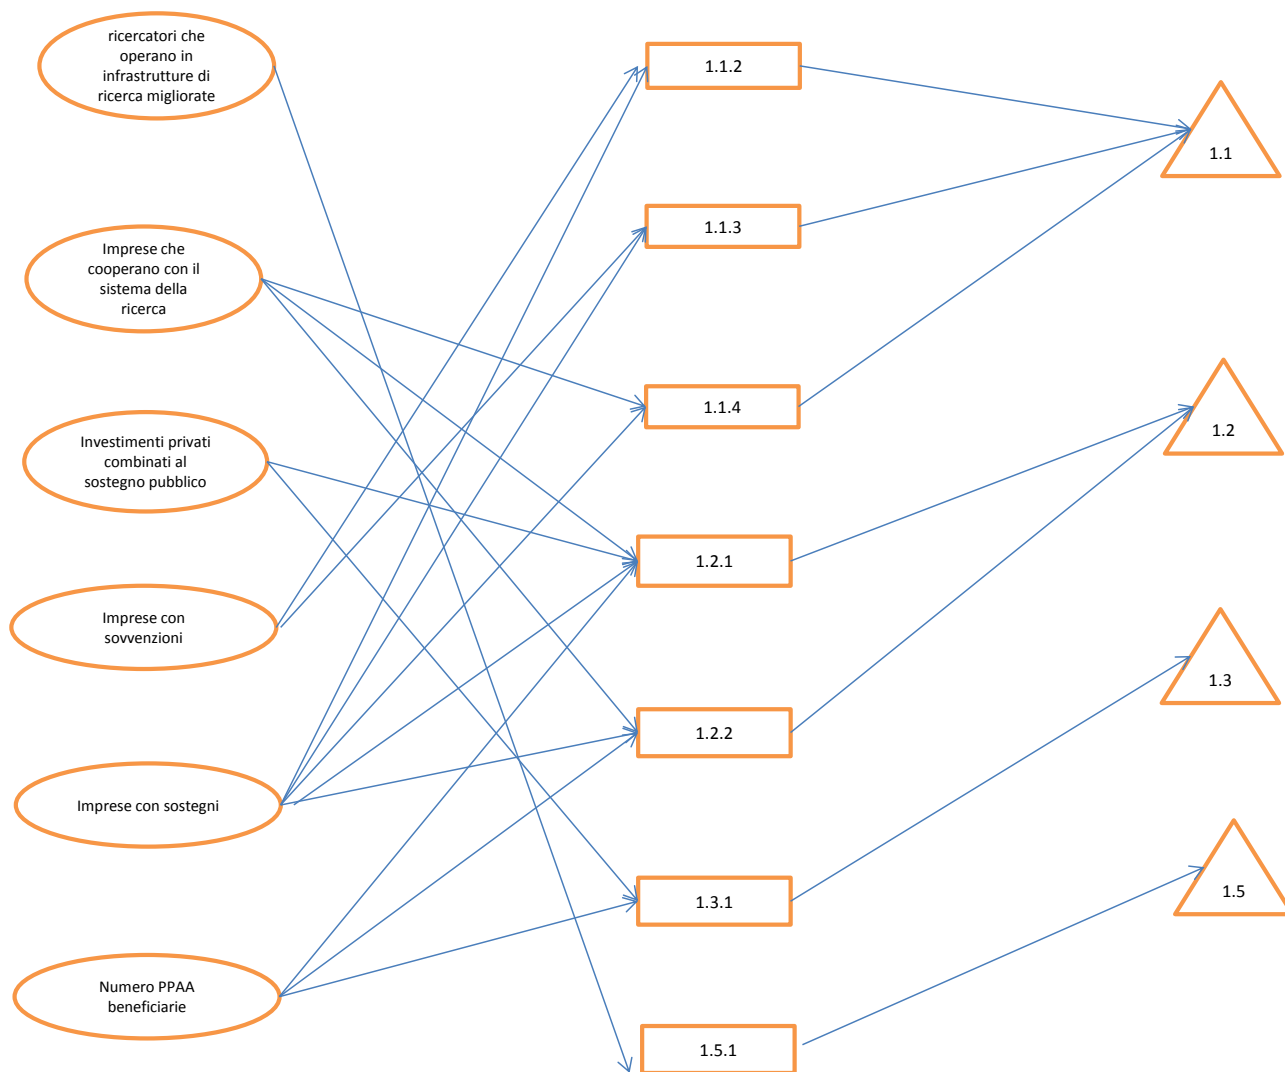 ricercatori che
operano in
infrastrutture di
ricerca migliorate
Imprese che
cooperano con il
sistema della
ricerca
Investimenti privati
combinati al
sostegno pubblico
Imprese con
sovvenzioni
Imprese con sostegni
Numero PPAA
beneficiarie
1.1.2
1.1.3
1.1.4
1.2.1
1.2.2
1.3.1
1.5.1
1.1
1.2
1.3
1.5